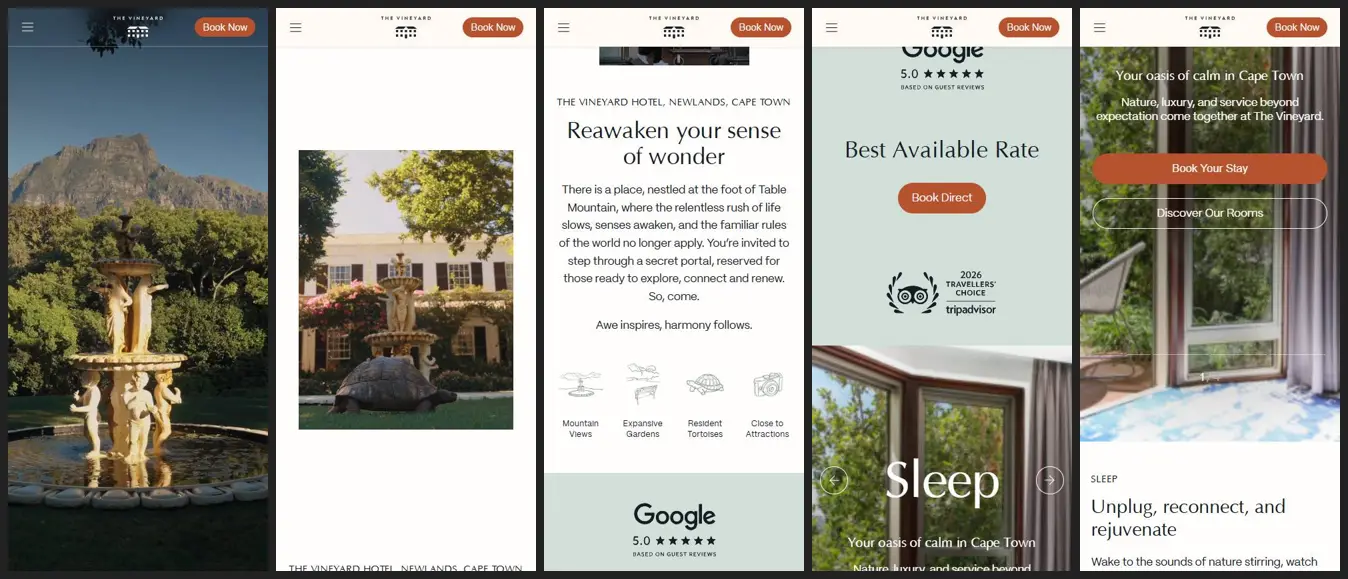 THE VINEYARD
Book Now
THE VINEYARD
Book Now
THE VINEYARD HOTEL, NEWLANDS, CAPE TOWN
THE VINEYARD
Book Now
THE VINEYARD HOTEL, NEWLANDS, CAPE TOWN
Reawaken your sense
of wonder
There is a place, nestled at the foot of Table
Mountain, where the relentless rush of life
slows, senses awaken, and the familiar rules
of the world no longer apply. You're invited to
step through a secret portal, reserved for
those ready to explore, connect and renew.
So, come.
Awe inspires, harmony follows.
Mountain
Views
Expansive
Gardens
Resident
Tortoises
Close to
Attractions
Google
5.0 ★★★★★
BASED ON GUEST REVIEWS
THE VINEYARD
Book Now
Google
5.0 ★★★★★
BASED ON GUEST REVIEWS
Best Available Rate
Book Direct
2026
TRAVELLERS'
CHOICE
tripadvisor
Sleep
Your oasis of calm in Cape Town
Nature, luxury, and service beyond
THE VINEYARD
Book Now
Your oasis of calm in Cape Town
Nature, luxury, and service beyond
expectation come together at The Vineyard.
Book Your Stay
Discover Our Rooms
SLEEP
Unplug, reconnect, and
rejuvenate
Wake to the sounds of nature stirring, watch